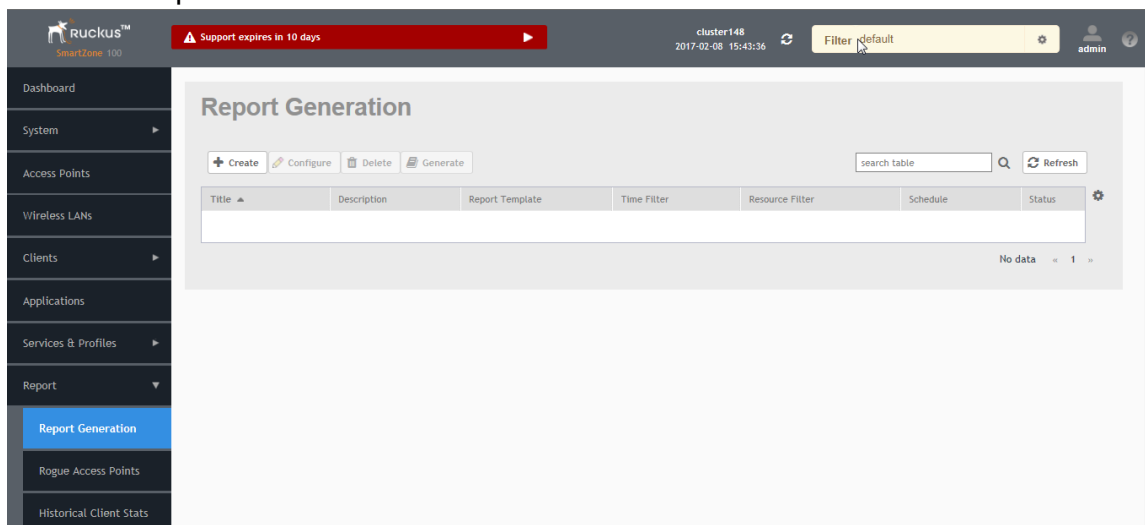 Ruckus™
SmartZone 100
Support expires in 10 days
cluster148
2017-02-08 15:43:36
Filter default
admin
Dashboard
System
Access Points
Wireless LANs
Clients
Applications
Services & Profiles
Report
Report Generation
Rogue Access Points
Historical Client Stats
Report Generation
Create Configure Delete Generate
search table
Refresh
Title Description Report Template Time Filter Resource Filter Schedule Status
No data « 1 »